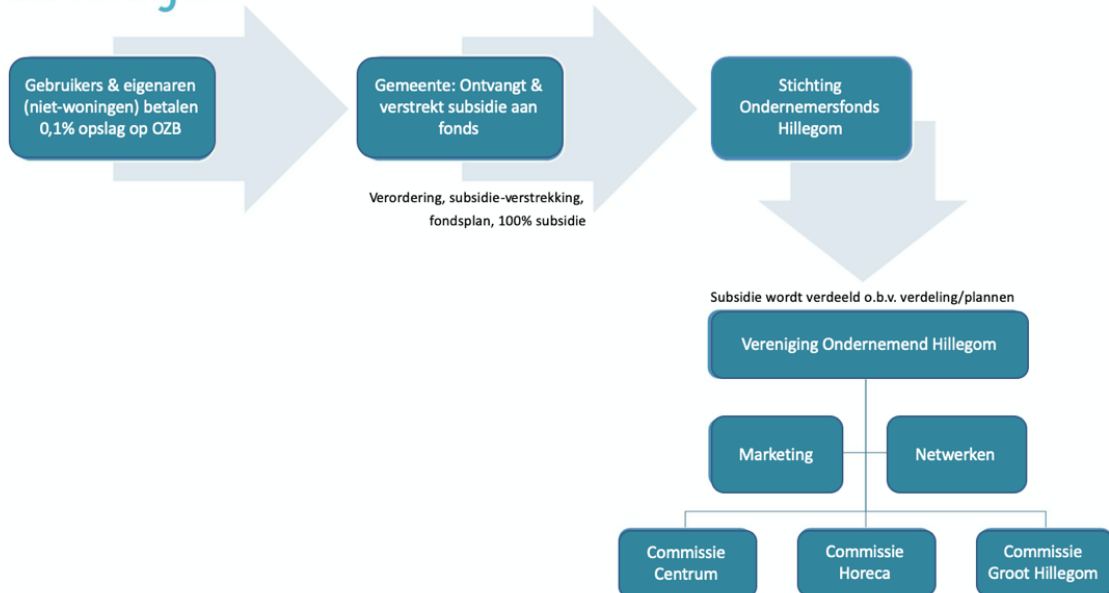 Gebruikers & eigenaren
(niet-woningen) betalen
0,1% opslag op OZB
Gemeente: Ontvangt &
verstrekt subsidie aan
fonds
Stichting
Ondernemersfonds
Hillegom
Verordering, subsidie-verstrekking,
fondsplan, 100% subsidie
Subsidie wordt verdeeld o.b.v. verdeling/plannen
Vereniging Ondernemend Hillegom
Marketing
Netwerken
Commissie
Centrum
Commissie
Horeca
Commissie
Groot Hillegom